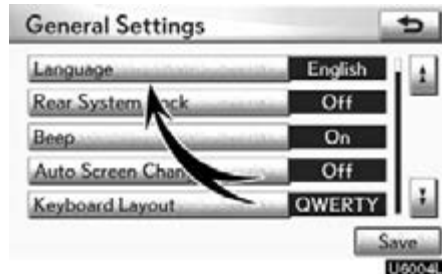 General Settings
Language English
Rear System Off
Beep On
Auto Screen Off
Keyboard Layout QWERTY
Save